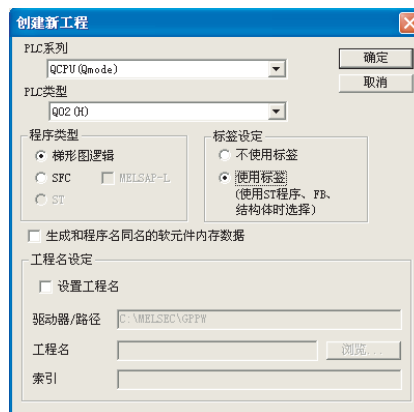 创建新工程
PLC系列
QCPU(Qmode)
确定
取消
PLC类型
Q02(H)
程序类型
梯形图逻辑
SFC
MELSAP-L
ST
标签设定
不使用标签
使用标签
(使用ST程序、FB、
结构体时选择)
生成和程序名同名的软元件内存数据
工程名设定
设置工程名
驱动器/路径
C:\MELSEC\GPPW
工程名
浏览...
索引